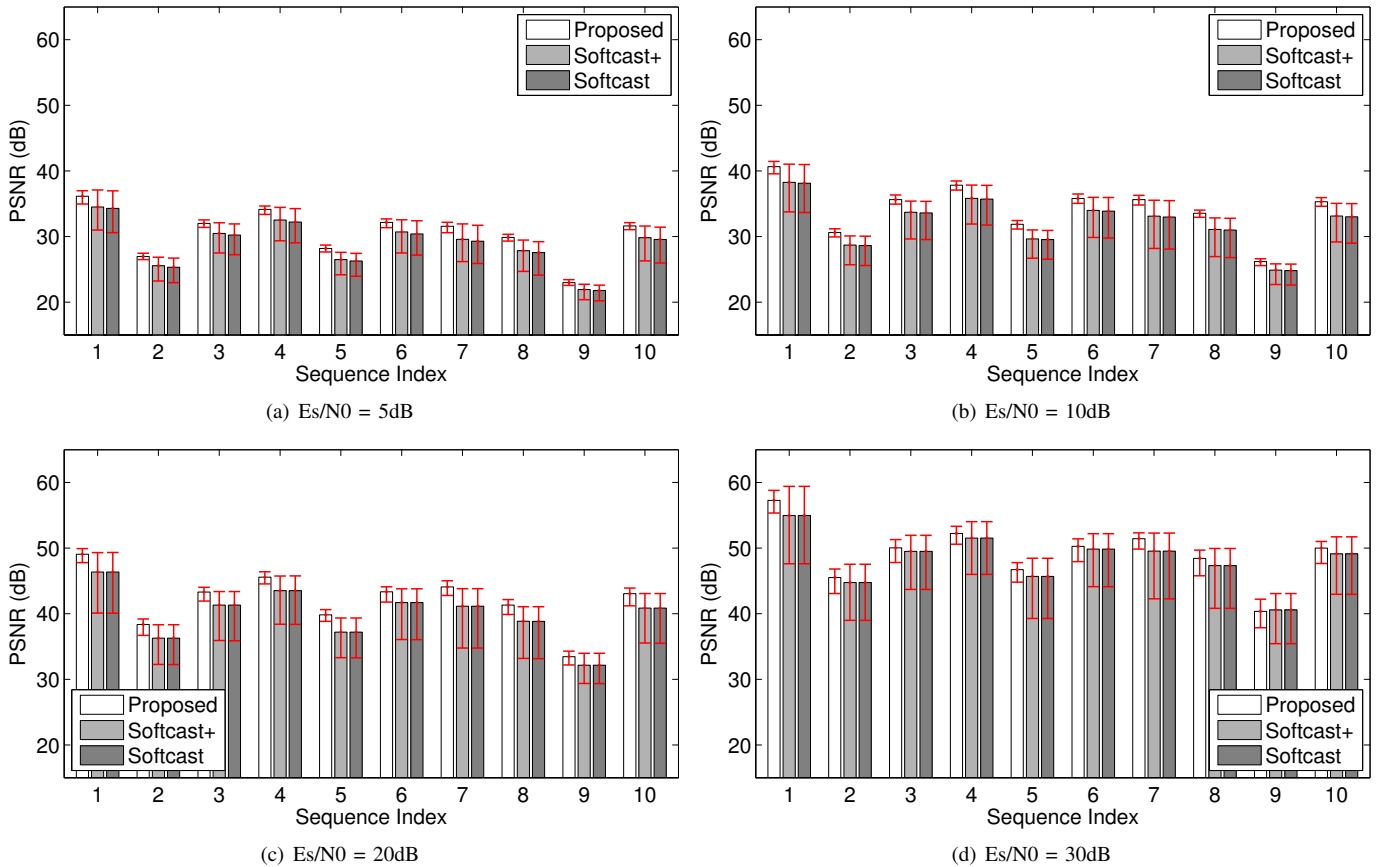 60
50
40
30
20
PSNR (dB)
Proposed
Softcast+
Softcast
1 2 3 4 5 6 7 8 9 10
Sequence Index
(a) Es/N0 = 5dB
60
50
40
30
20
PSNR (dB)
Proposed
Softcast+
Softcast
1 2 3 4 5 6 7 8 9 10
Sequence Index
(b) Es/N0 = 10dB
60
50
40
30
20
PSNR (dB)
Proposed
Softcast+
Softcast
1 2 3 4 5 6 7 8 9 10
Sequence Index
(c) Es/N0 = 20dB
60
50
40
30
20
PSNR (dB)
Proposed
Softcast+
Softcast
1 2 3 4 5 6 7 8 9 10
Sequence Index
(d) Es/N0 = 30dB